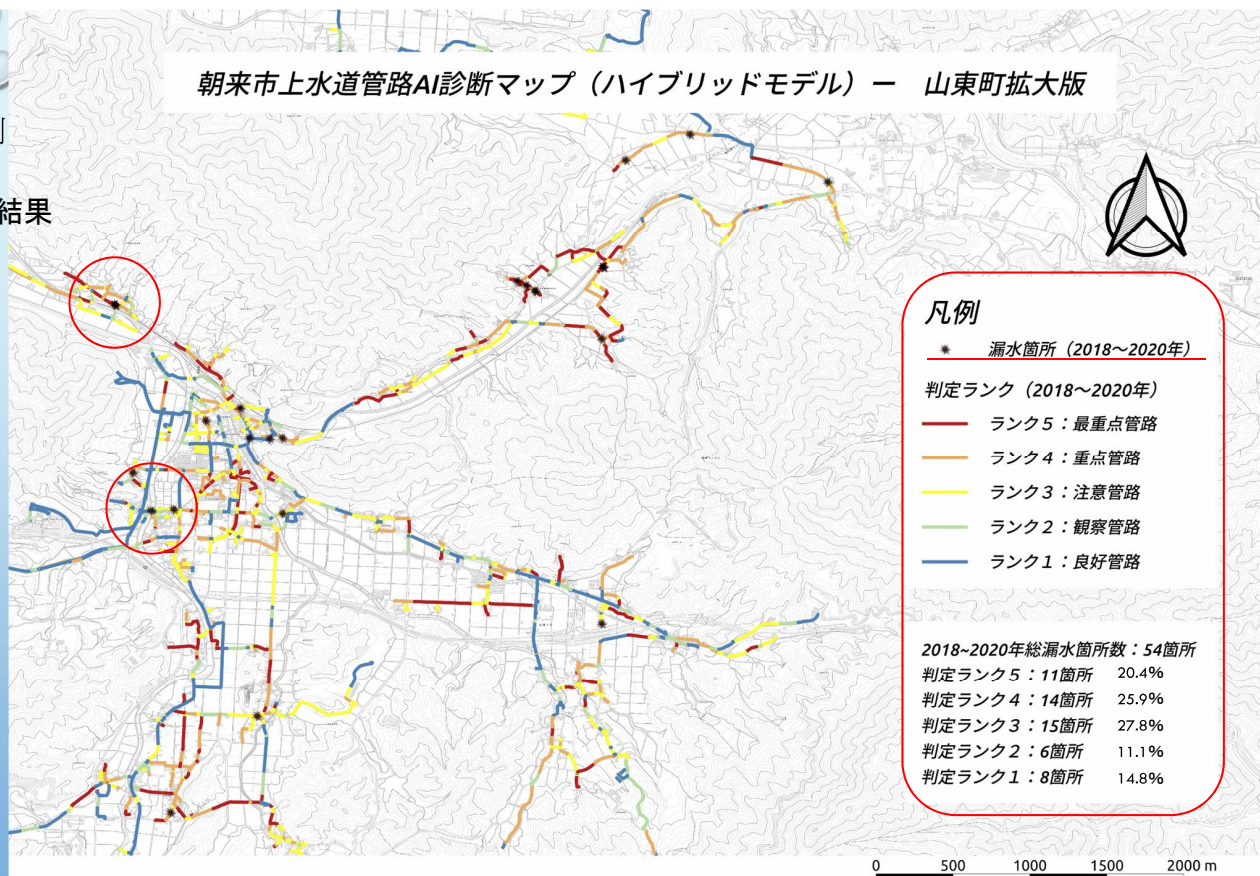 朝来市上水道管路AI診断マップ（ハイブリッドモデル）ー　山東町拡大版
結果
凡例
漏水箇所（2018～2020年）
判定ランク（2018～2020年）
ランク５：最重点管路
ランク４：重点管路
ランク３：注意管路
ランク２：観察管路
ランク１：良好管路
2018~2020年総漏水箇所数：54箇所
判定ランク５：11箇所 20.4%
判定ランク４：14箇所 25.9%
判定ランク３：15箇所 27.8%
判定ランク２：6箇所 11.1%
判定ランク１：8箇所 14.8%
0 500 1000 1500 2000 m